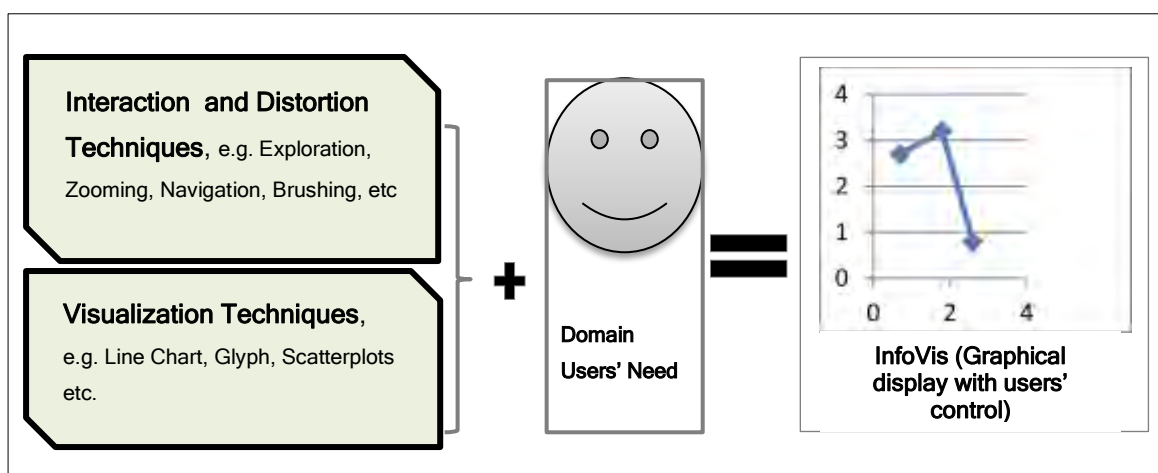 Interaction and Distortion
Techniques, e.g. Exploration,
Zooming, Navigation, Brushing, etc
Visualization Techniques,
e.g. Line Chart, Glyph, Scatterplots
etc.
+
Domain
Users’ Need
=
4
3
2
1
0
0 2 4
InfoVis (Graphical
display with users’
control)